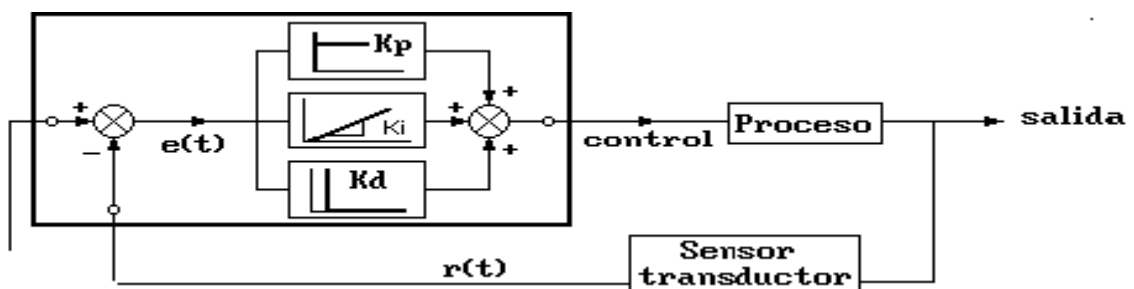 Kp
+
+
+
Ki
e(t)
control
Proceso
salida
−
+
Kd
r(t)
Sensor
transductor